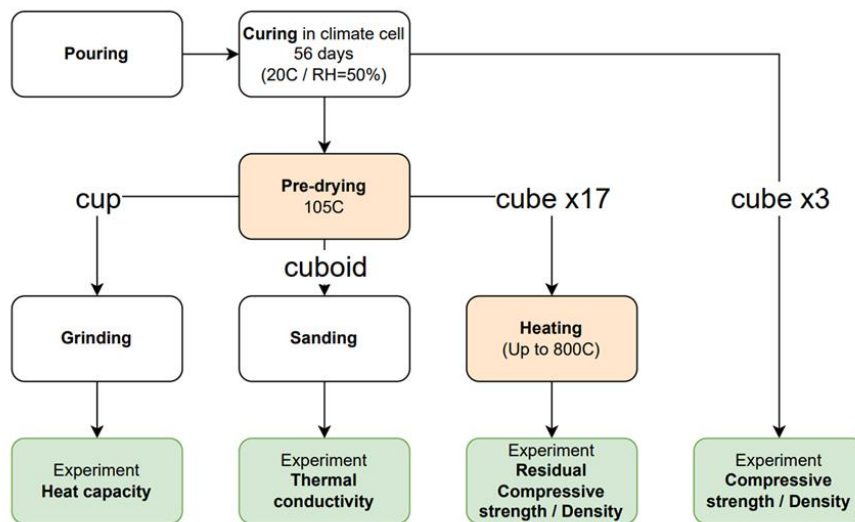 Pouring
Curing in climate cell
56 days
(20C / RH=50%)
Pre-drying
105C
cup
cuboid
cube x17
cube x3
Grinding
Sanding
Heating
(Up to 800C)
Experiment
Heat capacity
Experiment
Thermal
conductivity
Experiment
Residual
Compressive
strength / Density
Experiment
Compressive
strength / Density